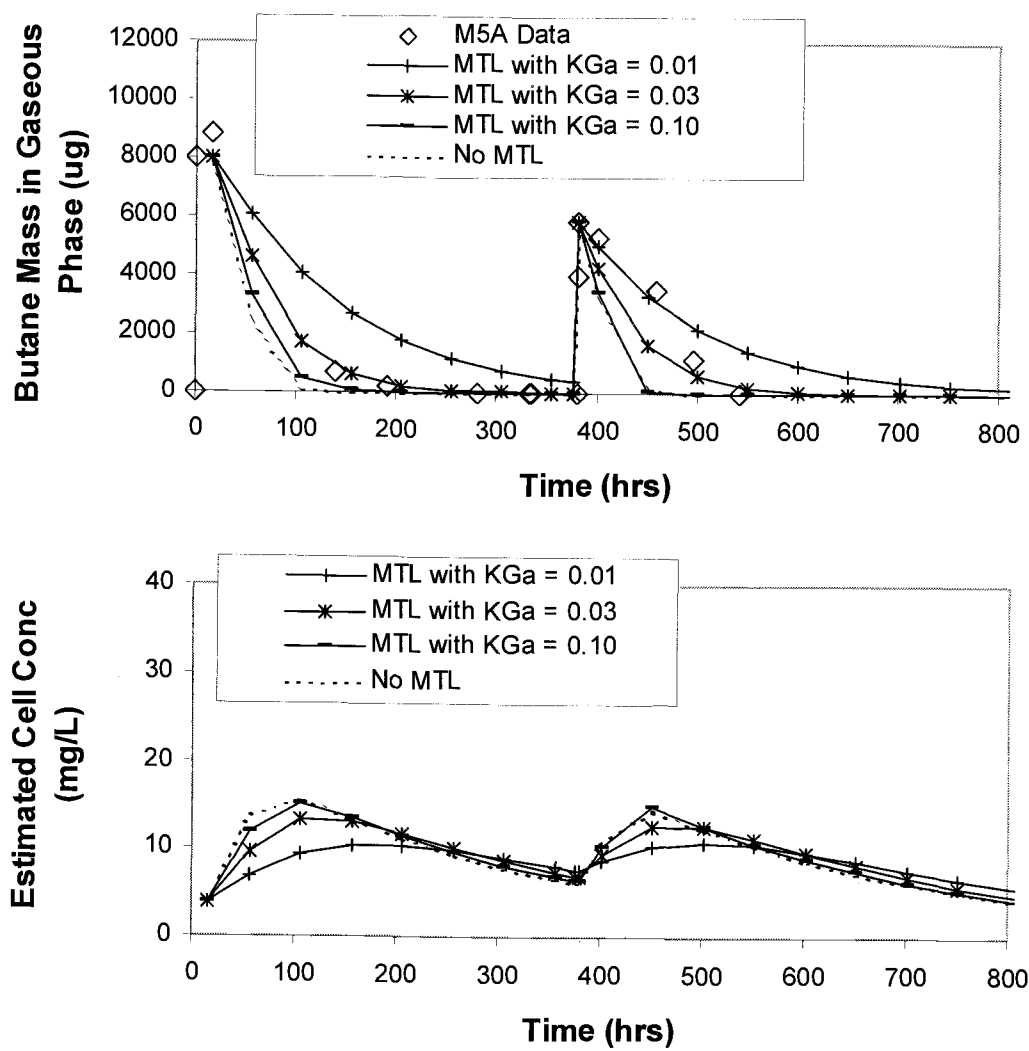 Butane Mass in Gaseous
Phase (ug)
12000
10000
8000
6000
4000
2000
0
M5A Data
MTL with KGa = 0.01
MTL with KGa = 0.03
MTL with KGa = 0.10
No MTL
0 100 200 300 400 500 600 700 800
Time (hrs)
Estimated Cell Conc
(mg/L)
40
30
20
10
0
MTL with KGa = 0.01
MTL with KGa = 0.03
MTL with KGa = 0.10
No MTL
0 100 200 300 400 500 600 700 800
Time (hrs)